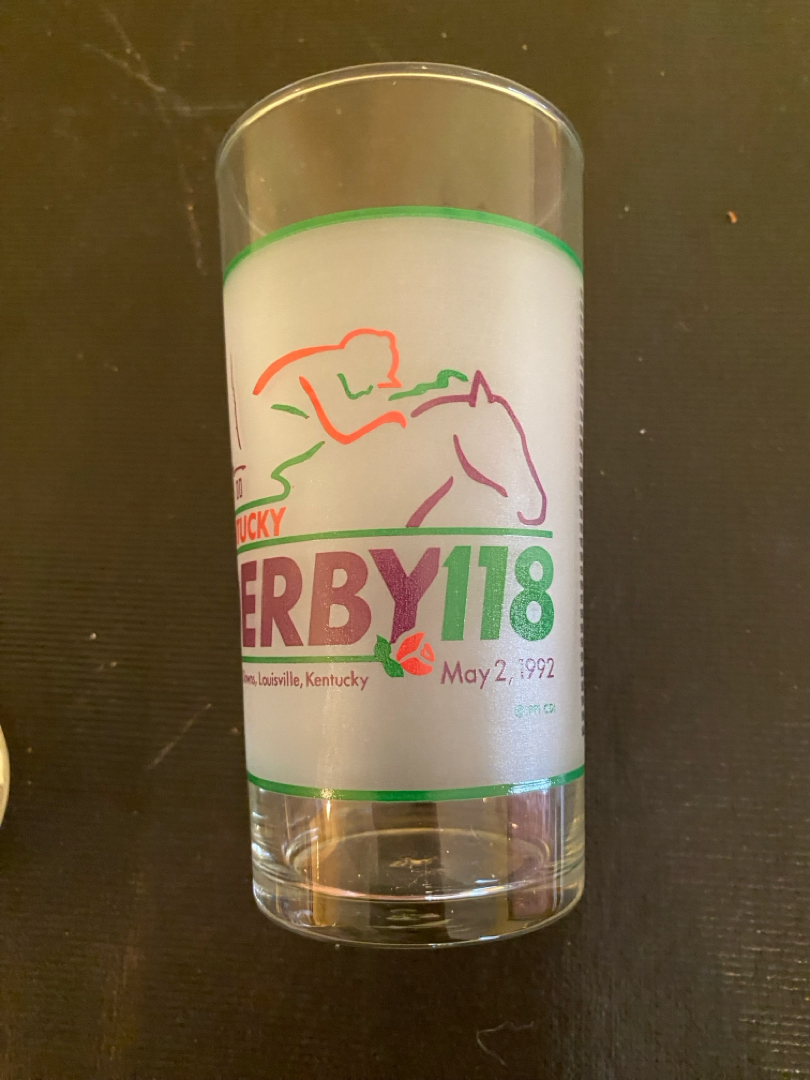 TUCKY
ERBY118
owns, Louisville, Kentucky
May 2, 1992